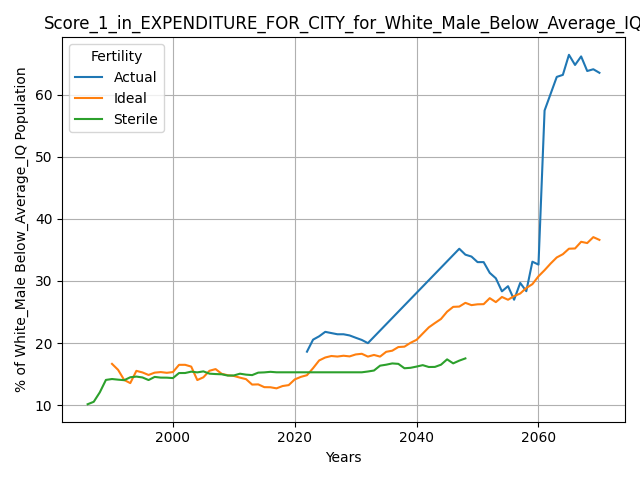 Score_1_in_EXPENDITURE_FOR_CITY_for_White_Male_Below_Average_IQ
Fertility
Actual
Ideal
Sterile
% of White_Male Below_Average_IQ Population
60
50
40
30
20
10
2000 2020 2040 2060
Years